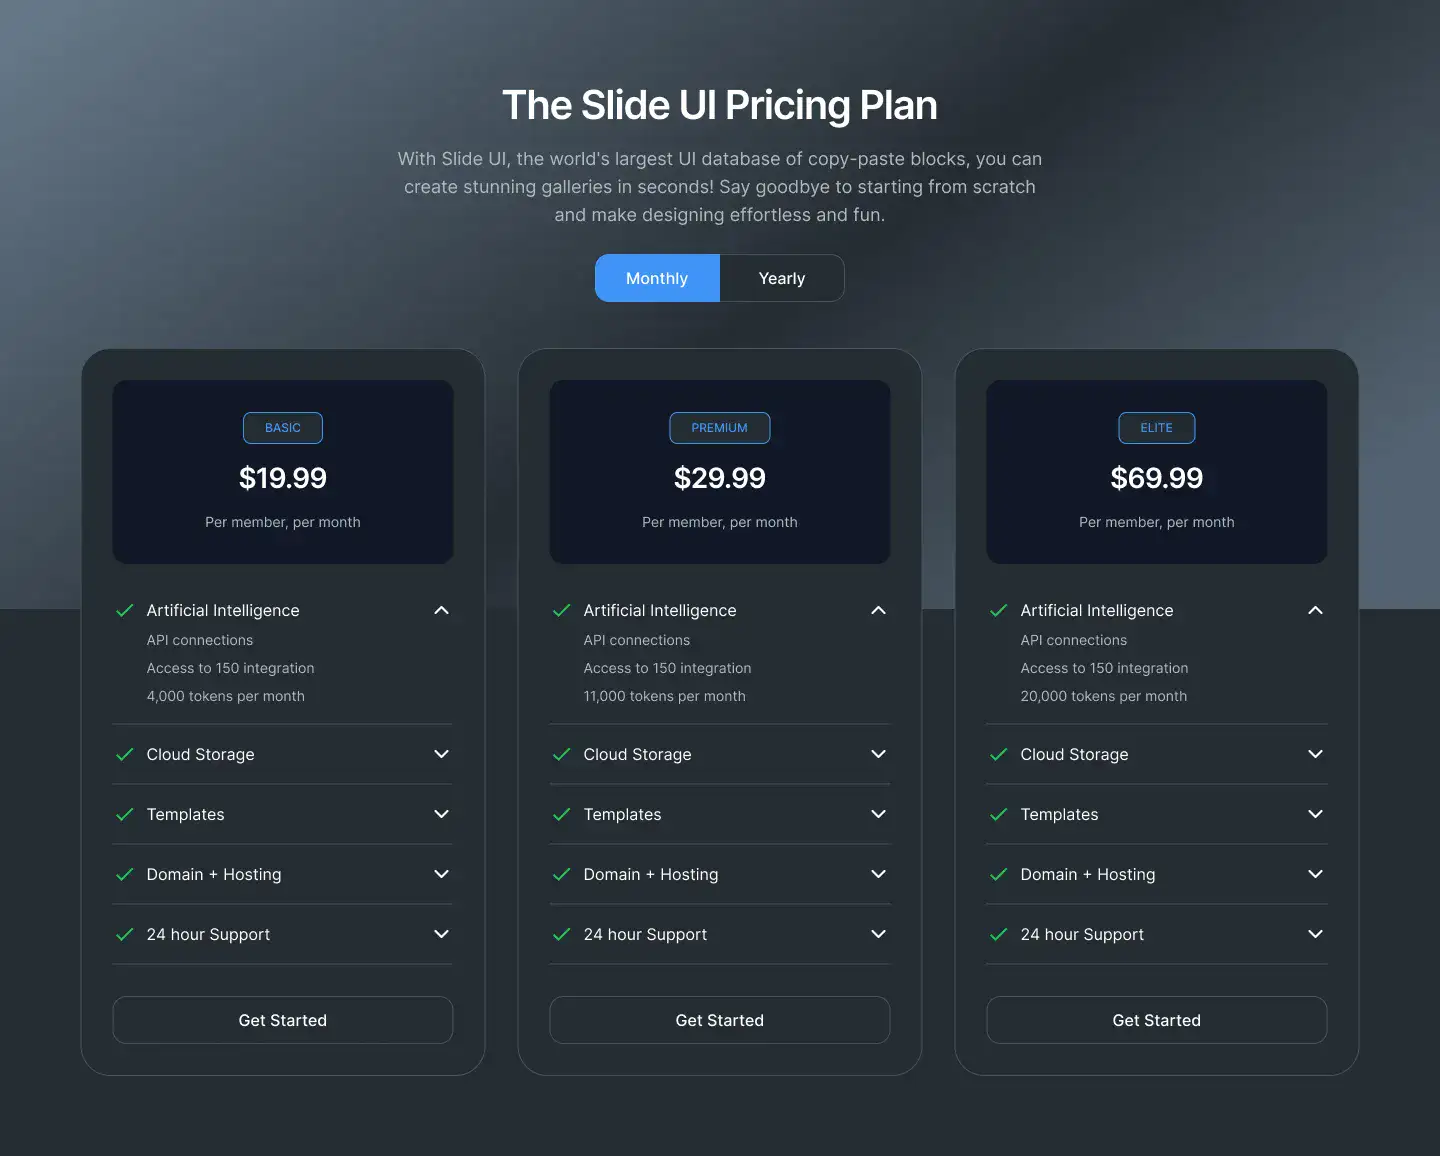 The Slide UI Pricing Plan
With Slide UI, the world's largest UI database of copy-paste blocks, you can
create stunning galleries in seconds! Say goodbye to starting from scratch
and make designing effortless and fun.
Monthly
Yearly
BASIC
$19.99
Per member, per month
Artificial Intelligence
API connections
Access to 150 integration
4,000 tokens per month
Cloud Storage
Templates
Domain + Hosting
24 hour Support
Get Started
PREMIUM
$29.99
Per member, per month
Artificial Intelligence
API connections
Access to 150 integration
11,000 tokens per month
Cloud Storage
Templates
Domain + Hosting
24 hour Support
Get Started
ELITE
$69.99
Per member, per month
Artificial Intelligence
API connections
Access to 150 integration
20,000 tokens per month
Cloud Storage
Templates
Domain + Hosting
24 hour Support
Get Started